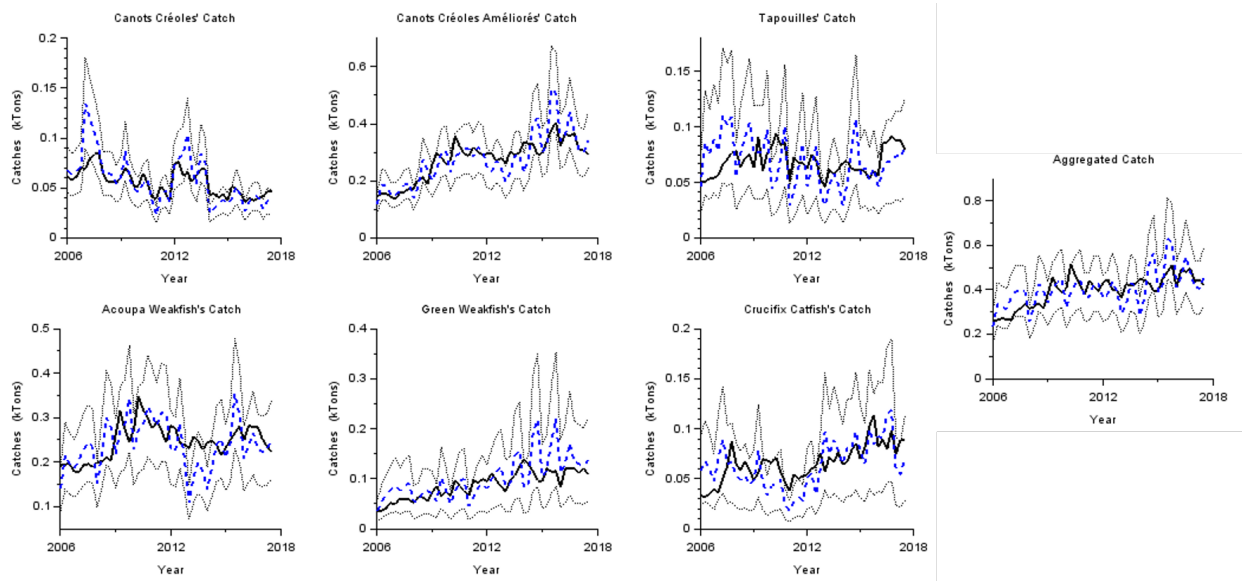 Canots Créoles' Catch
Catches (kTons)
0.2
0.15
0.1
0.05
0
2006 2012 2018
Year
Canots Créoles Améliorés' Catch
Catches (kTons)
0.6
0.4
0.2
0
2006 2012 2018
Year
Tapouilles' Catch
Catches (kTons)
0.15
0.1
0.05
0
2006 2012 2018
Year
Aggregated Catch
Catches (kTons)
0.8
0.6
0.4
0.2
0
2006 2012 2018
Year
Acoupa Weakfish's Catch
Catches (kTons)
0.5
0.4
0.3
0.2
0.1
2006 2012 2018
Year
Green Weakfish's Catch
Catches (kTons)
0.4
0.3
0.2
0.1
0
2006 2012 2018
Year
Crucifix Catfish's Catch
Catches (kTons)
0.2
0.15
0.1
0.05
0
2006 2012 2018
Year